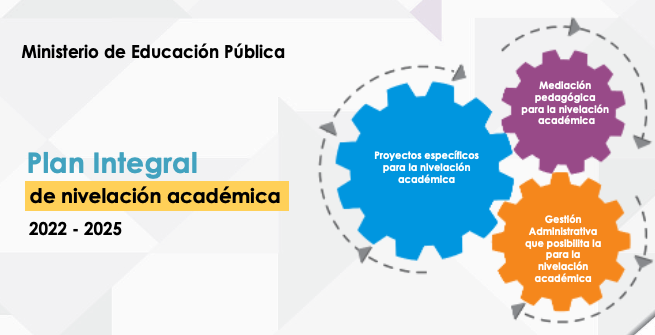 Ministerio de Educación Pública
Plan Integral
de nivelación académica
2022 - 2025
Proyectos específicos
para la nivelación
académica
Mediación
pedagógica
para la nivelación
académica
Gestión
Administrativa
que posibilita la
para la
nivelación
académica